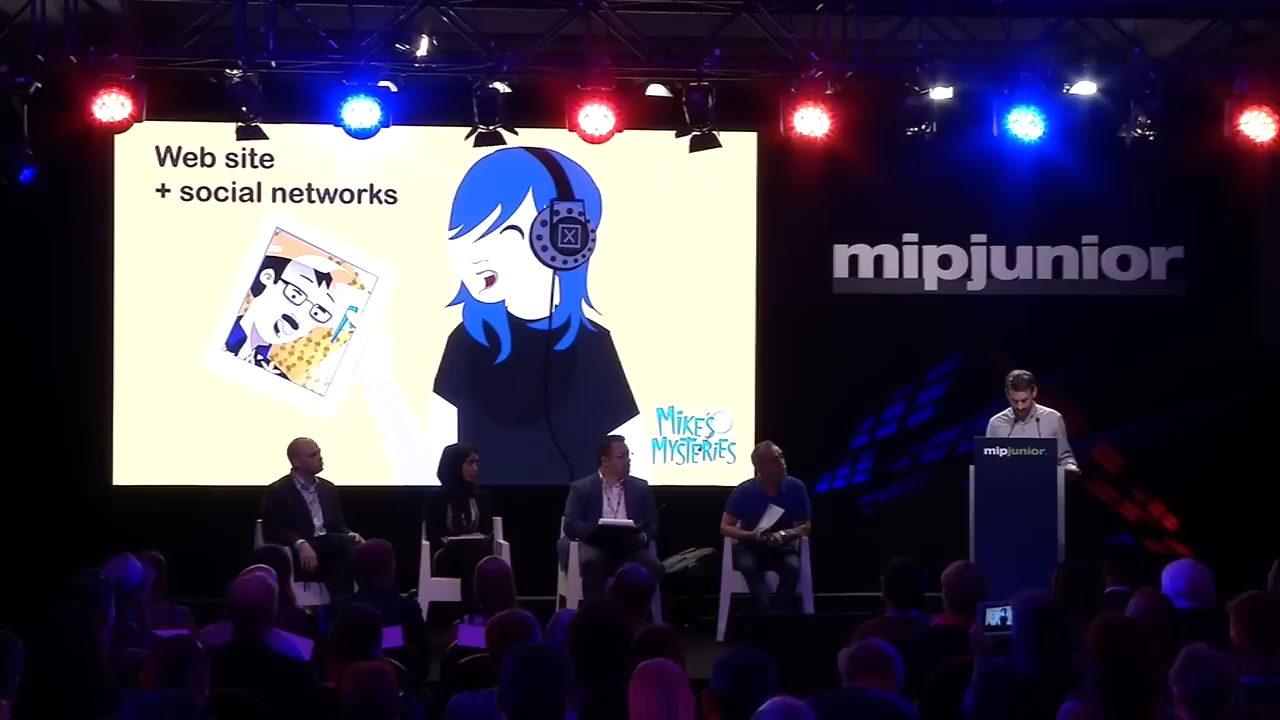 Web site
+ social networks
MIKE'S
MYSTERIES
mipjunior
mipjunior.